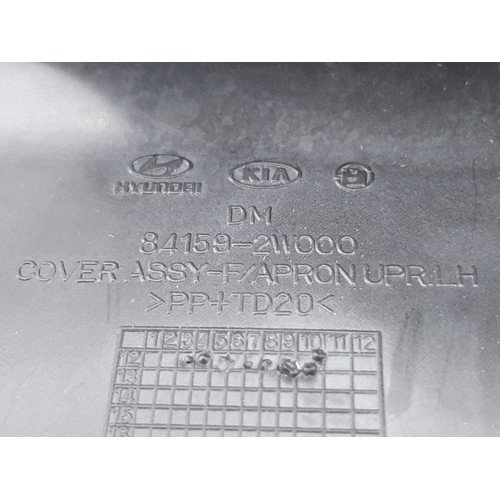 HYUNDAI KIA
DM
84159-2W000
COVER ASSY-F/APRON UPR.LH
>PP+TD20<
1 2 3 4 5 6 7 8 9 10 11 12
12
13
14
15